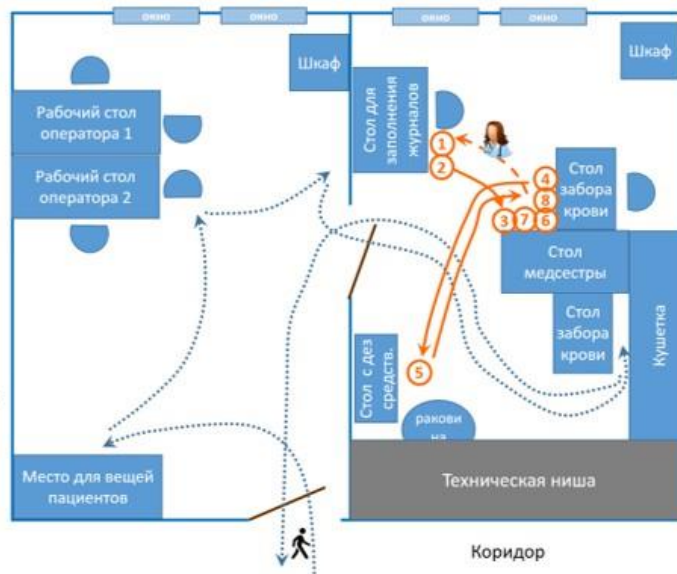 окно
окно
окно
окно
Шкаф
Шкаф
Рабочий стол
оператора 1
Рабочий стол
оператора 2
Стол для
заполнения
журналов
1
2
3
7
6
4
8
Стол
забора
крови
Стол
медсестры
Стол
забора
крови
Кушетка
Стол с дез
средств.
5
ракови
на
Место для вещей
пациентов
Техническая ниша
Коридор